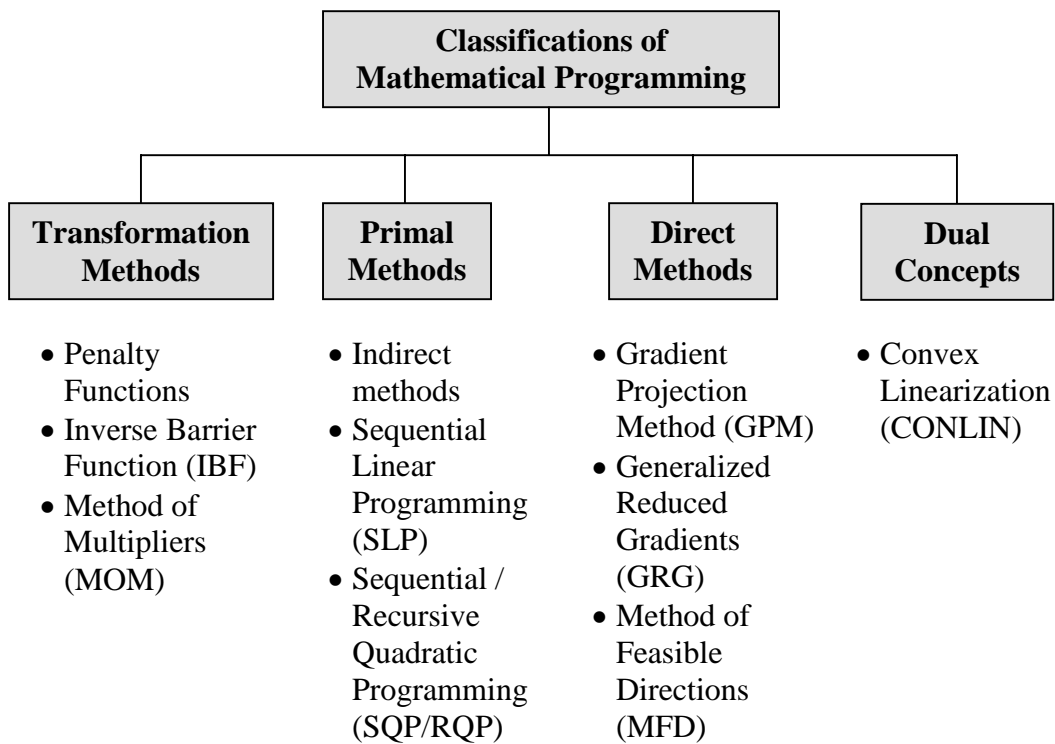 Classifications of
Mathematical Programming
Transformation
Methods
Primal
Methods
Direct
Methods
Dual
Concepts
• Penalty
Functions
• Inverse Barrier
Function (IBF)
• Method of
Multipliers
(MOM)
• Indirect
methods
• Sequential
Linear
Programming
(SLP)
• Sequential /
Recursive
Quadratic
Programming
(SQP/RQP)
• Gradient
Projection
Method (GPM)
• Generalized
Reduced
Gradients
(GRG)
• Method of
Feasible
Directions
(MFD)
• Convex
Linearization
(CONLIN)